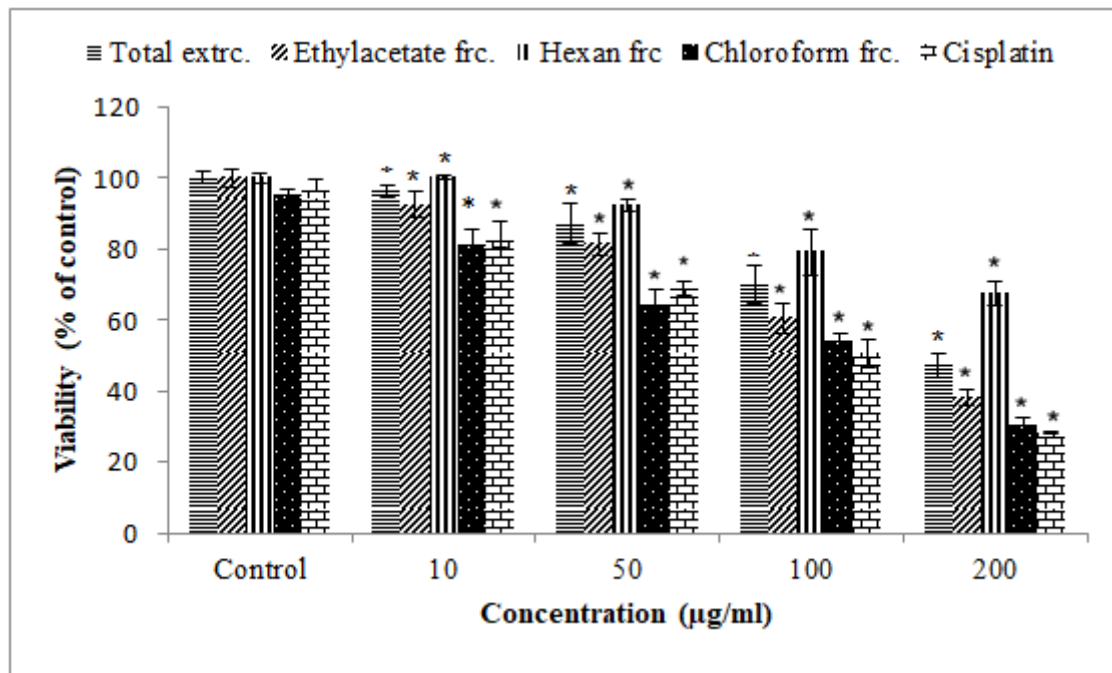 Total extrc. Ethylacetate frc. Hexan frc Chloroform frc. Cisplatin
120
100
80
60
40
20
0
Viability (% of control)
* * * * *
* * * * *
* * * *
* * * * *
Control 10 50 100 200
Concentration (µg/ml)